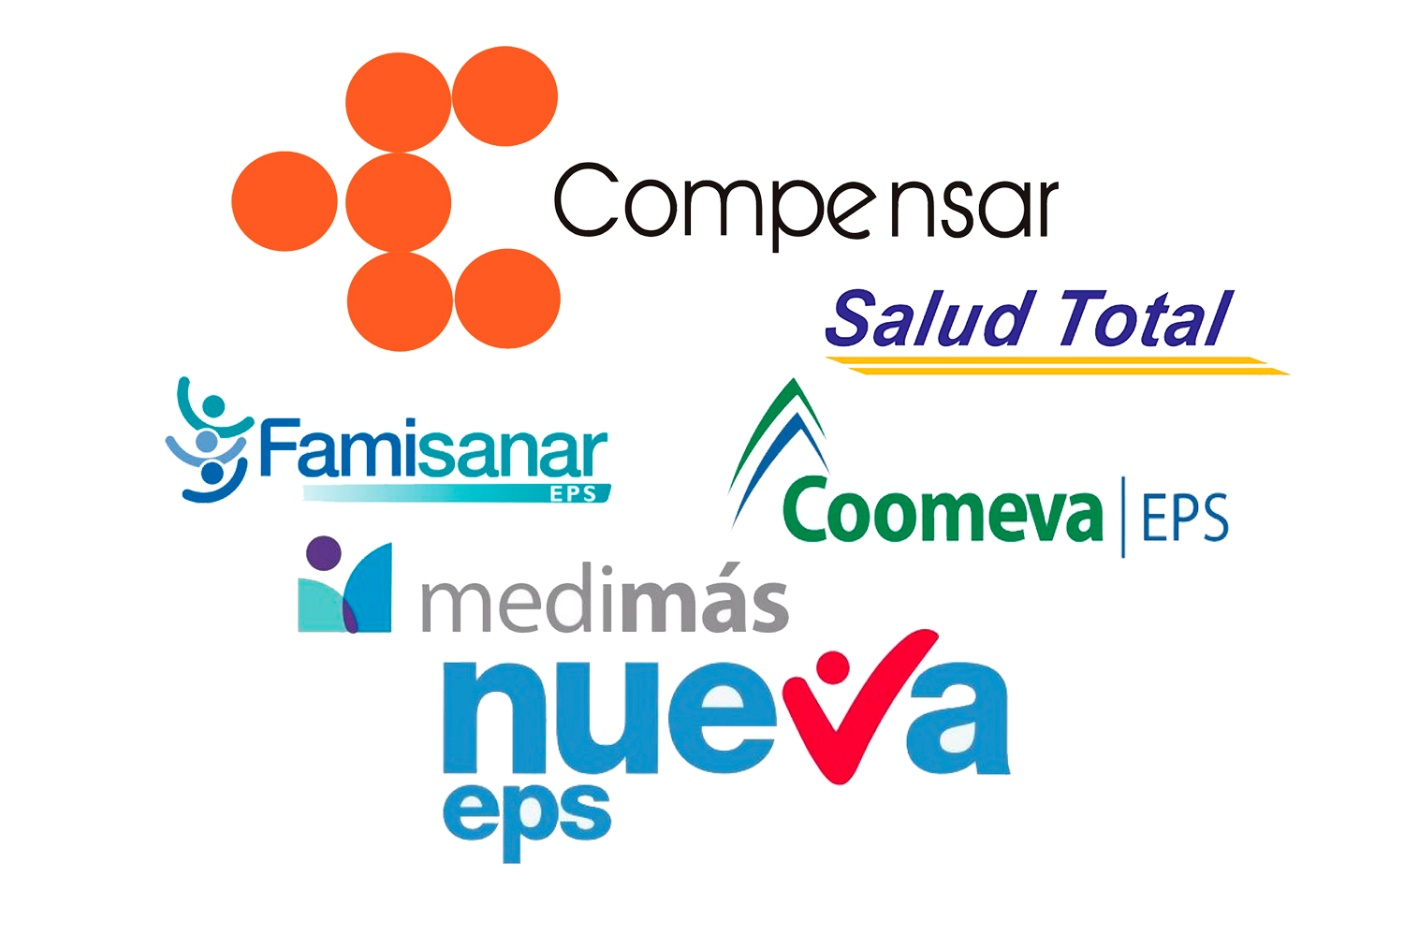 Compensar
Salud Total
Famisanar
EPS
Coomeva | EPS
medimás
nueva
eps